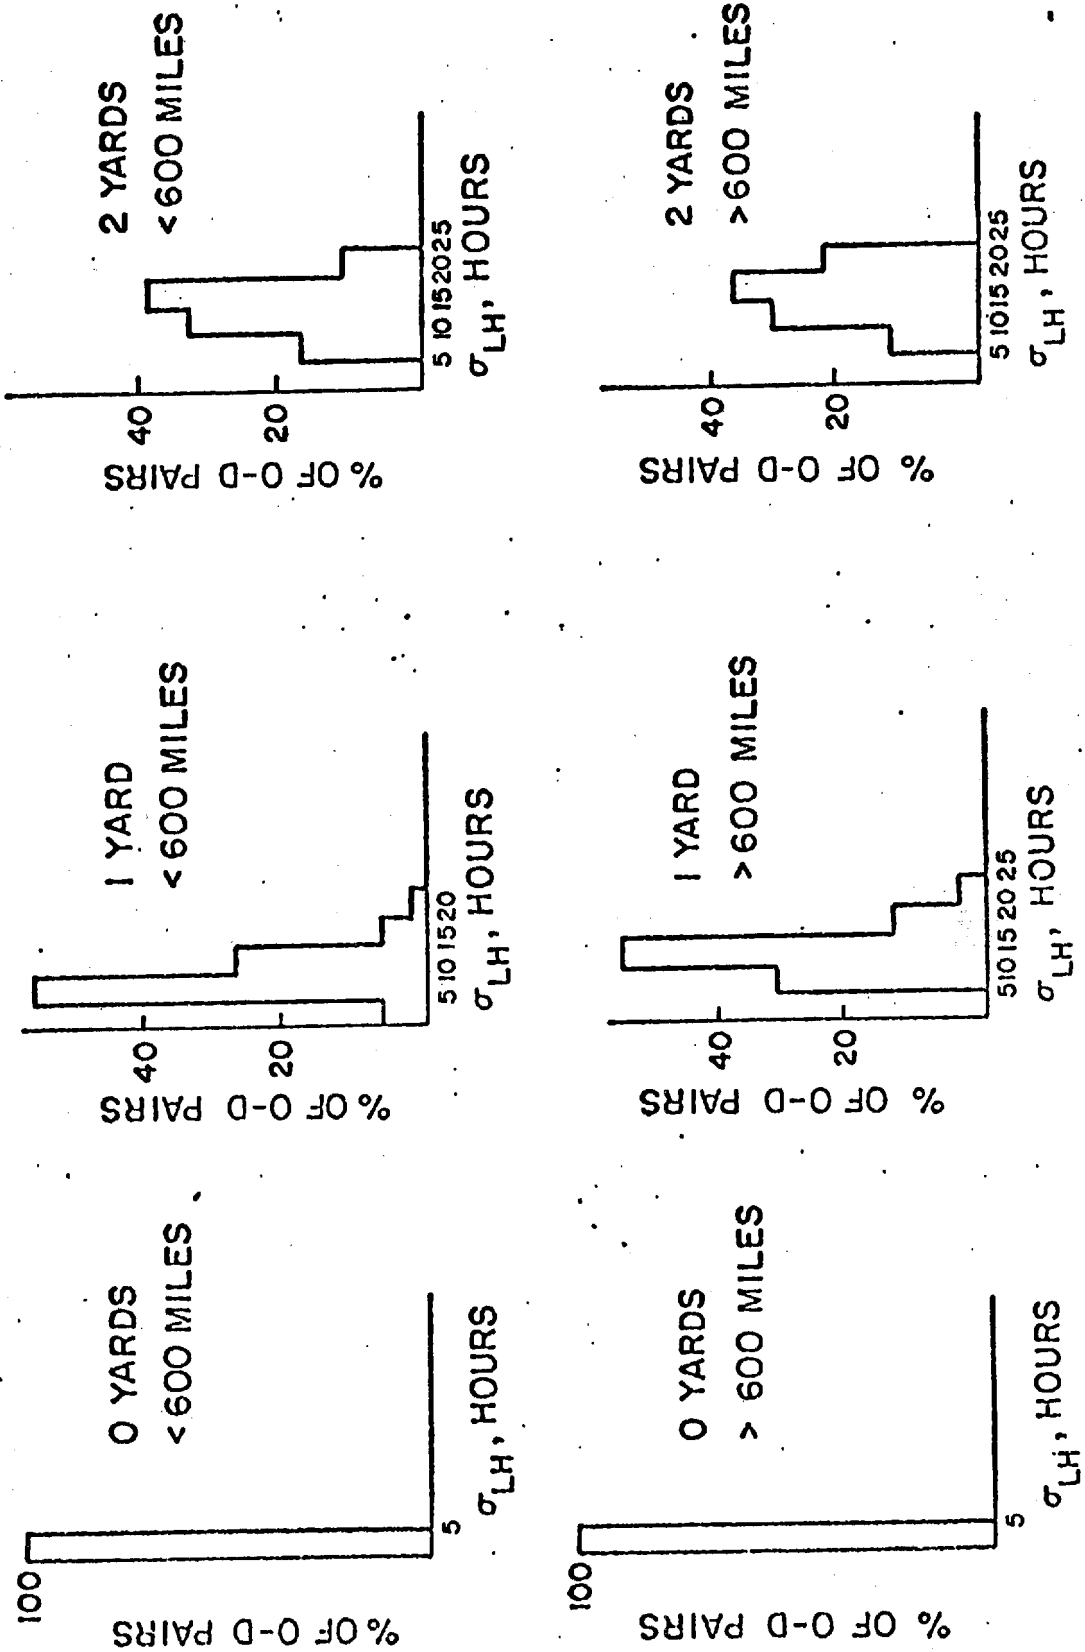 % OF O-D PAIRS
100
0 YARDS
<600 MILES
5
σLH, HOURS
% OF O-D PAIRS
40
20
1 YARD
<600 MILES
5 10 15 20
σLH, HOURS
% OF O-D PAIRS
40
20
2 YARDS
<600 MILES
5 10 15 20 25
σLH, HOURS
% OF O-D PAIRS
100
0 YARDS
> 600 MILES
5
σLH, HOURS
% OF O-D PAIRS
40
20
1 YARD
>600 MILES
5 10 15 20 25
σLH, HOURS
% OF O-D PAIRS
40
20
2 YARDS
>600 MILES
5 10 15 20 25
σLH, HOURS